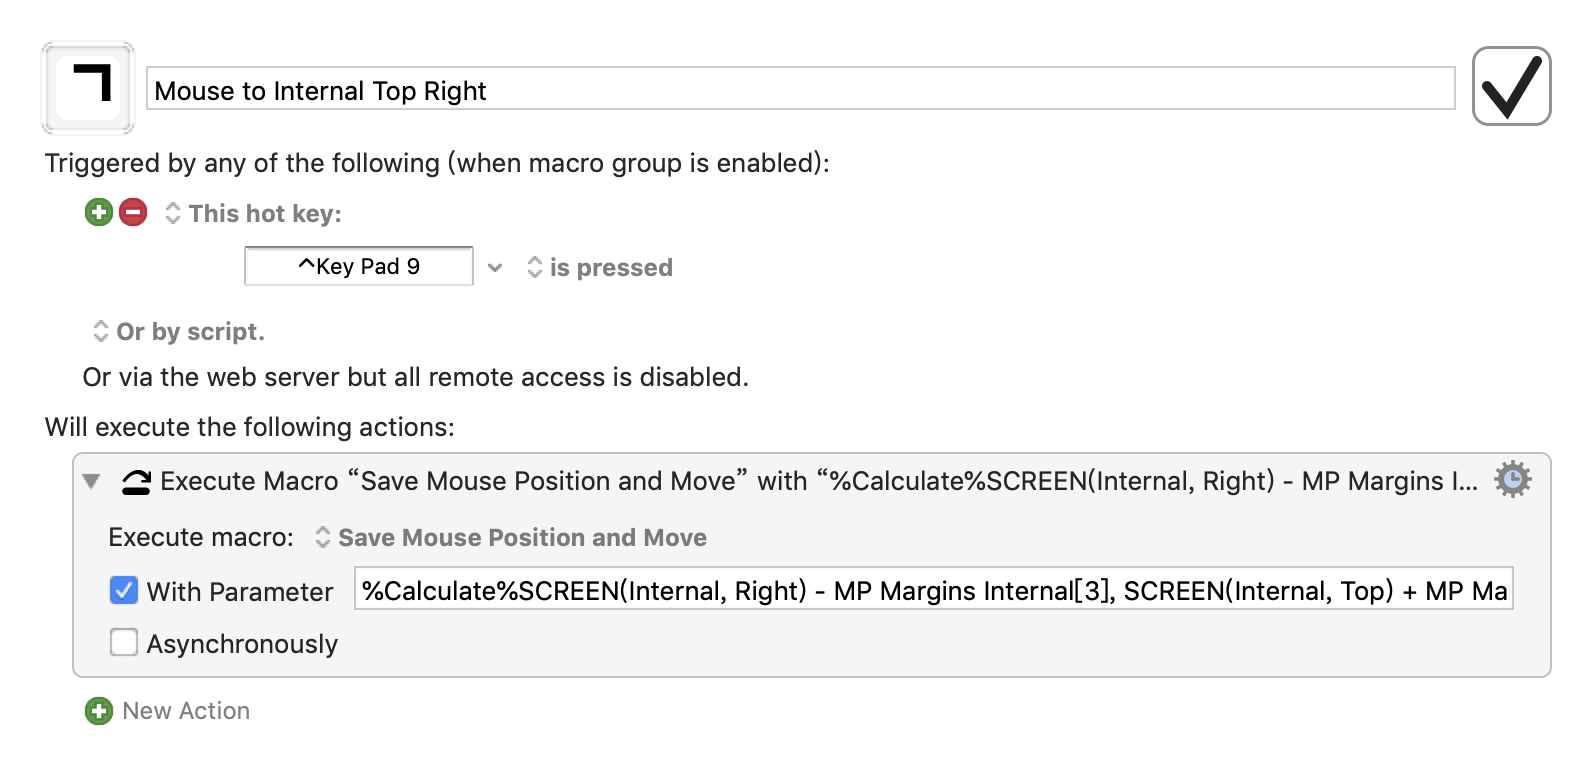 Mouse to Internal Top Right
Triggered by any of the following (when macro group is enabled):
This hot key:
^Key Pad 9
is pressed
Or by script.
Or via the web server but all remote access is disabled.
Will execute the following actions:
Execute Macro “Save Mouse Position and Move” with “%Calculate%SCREEN(Internal, Right) - MP Margins I...
Execute macro: Save Mouse Position and Move
With Parameter %Calculate%SCREEN(Internal, Right) - MP Margins Internal[3], SCREEN(Internal, Top) + MP Ma
Asynchronously
New Action